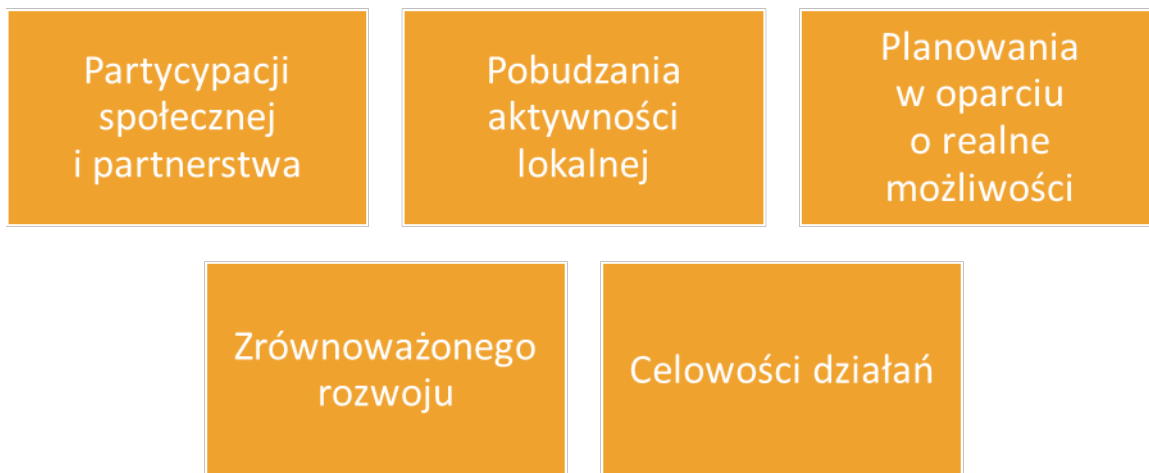 Partycypacji
społecznej
i partnerstwa
Pobudzania
aktywności
lokalnej
Planowania
w oparciu
o realne
możliwości
Zrównoważonego
rozwoju
Celowości działań